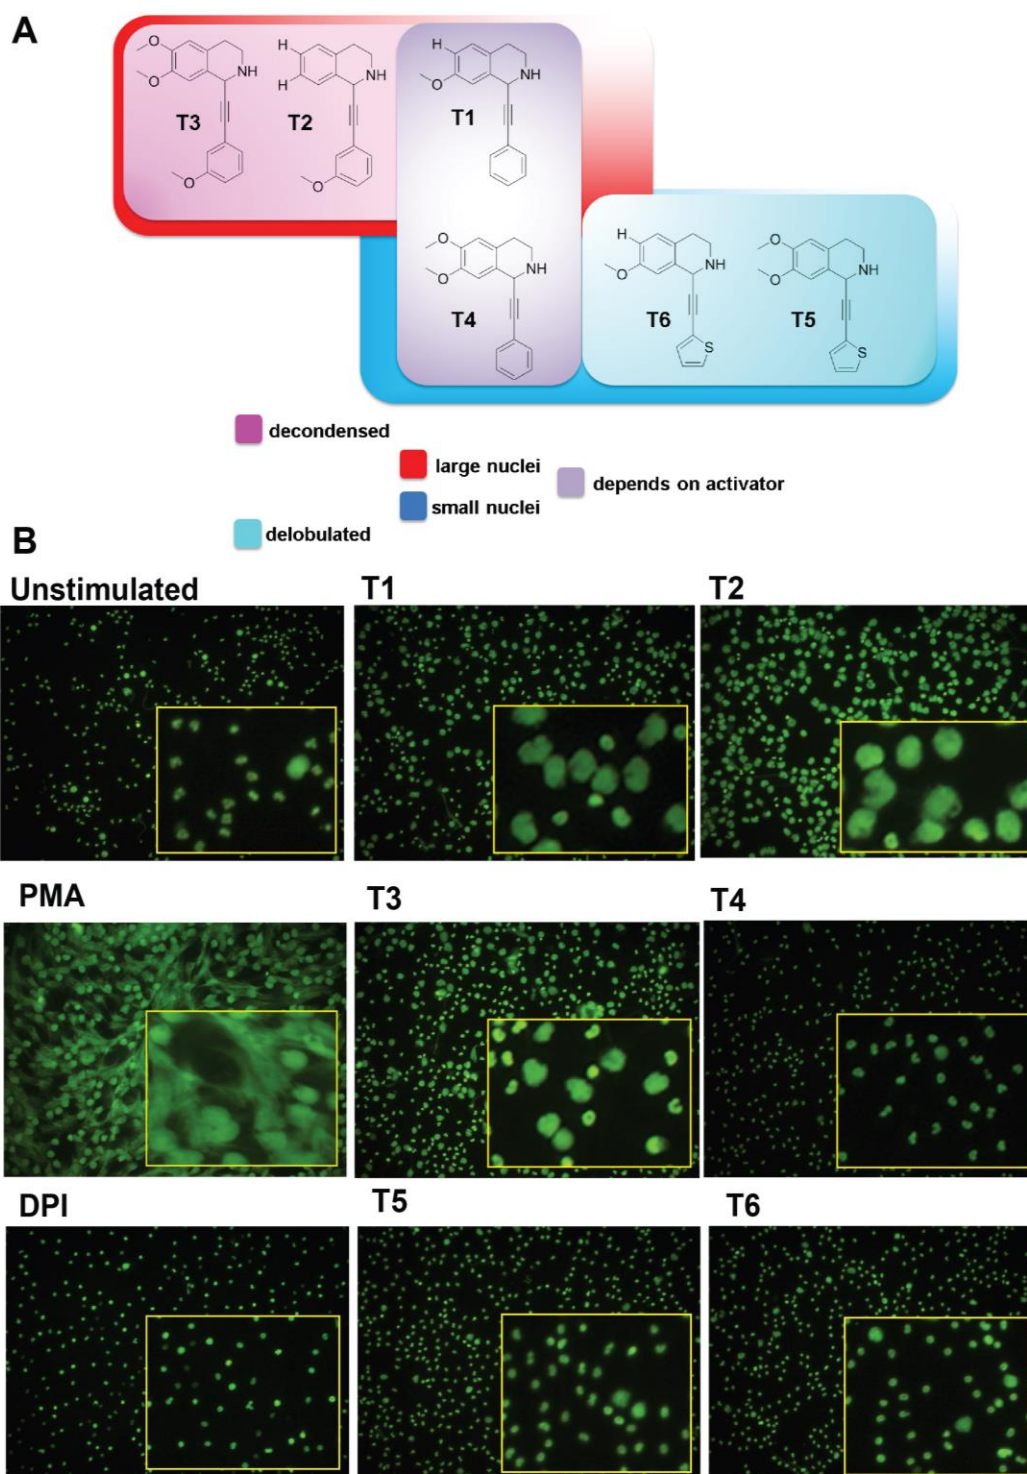 A
O
H
H
O
NH
H
NH
NH
O
O
T3
T2
T1
O
O
O
H
O
NH
NH
NH
O
O
O
T4
T6
T5
S
S
decondensed
large nuclei
depends on activator
small nuclei
delobulated
B
Unstimulated
T1
T2
PMA
T3
T4
DPI
T5
T6